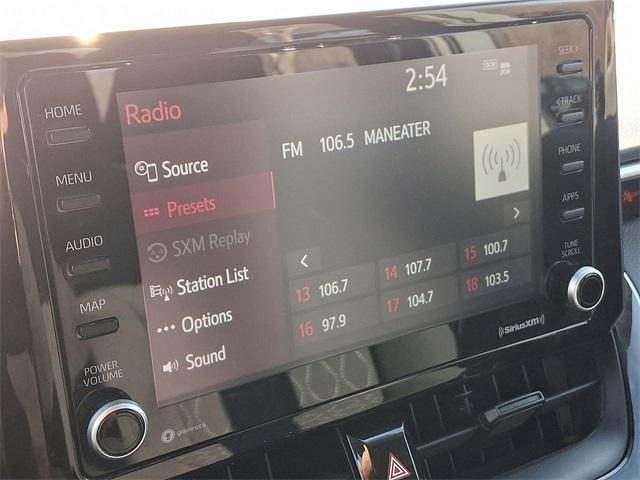 HOME
MENU
AUDIO
MAP
POWER
VOLUME
Radio
2:54
DCM
Source
Presets
SXM Replay
Station List
Options
Sound
FM 106.5 MANEATER
13 106.7
14 107.7
15 100.7
16 97.9
17 104.7
18 103.5
SEEK >
< TRACK
PHONE
APPS
TUNE
SCROLL
SiriusXM
gracenote